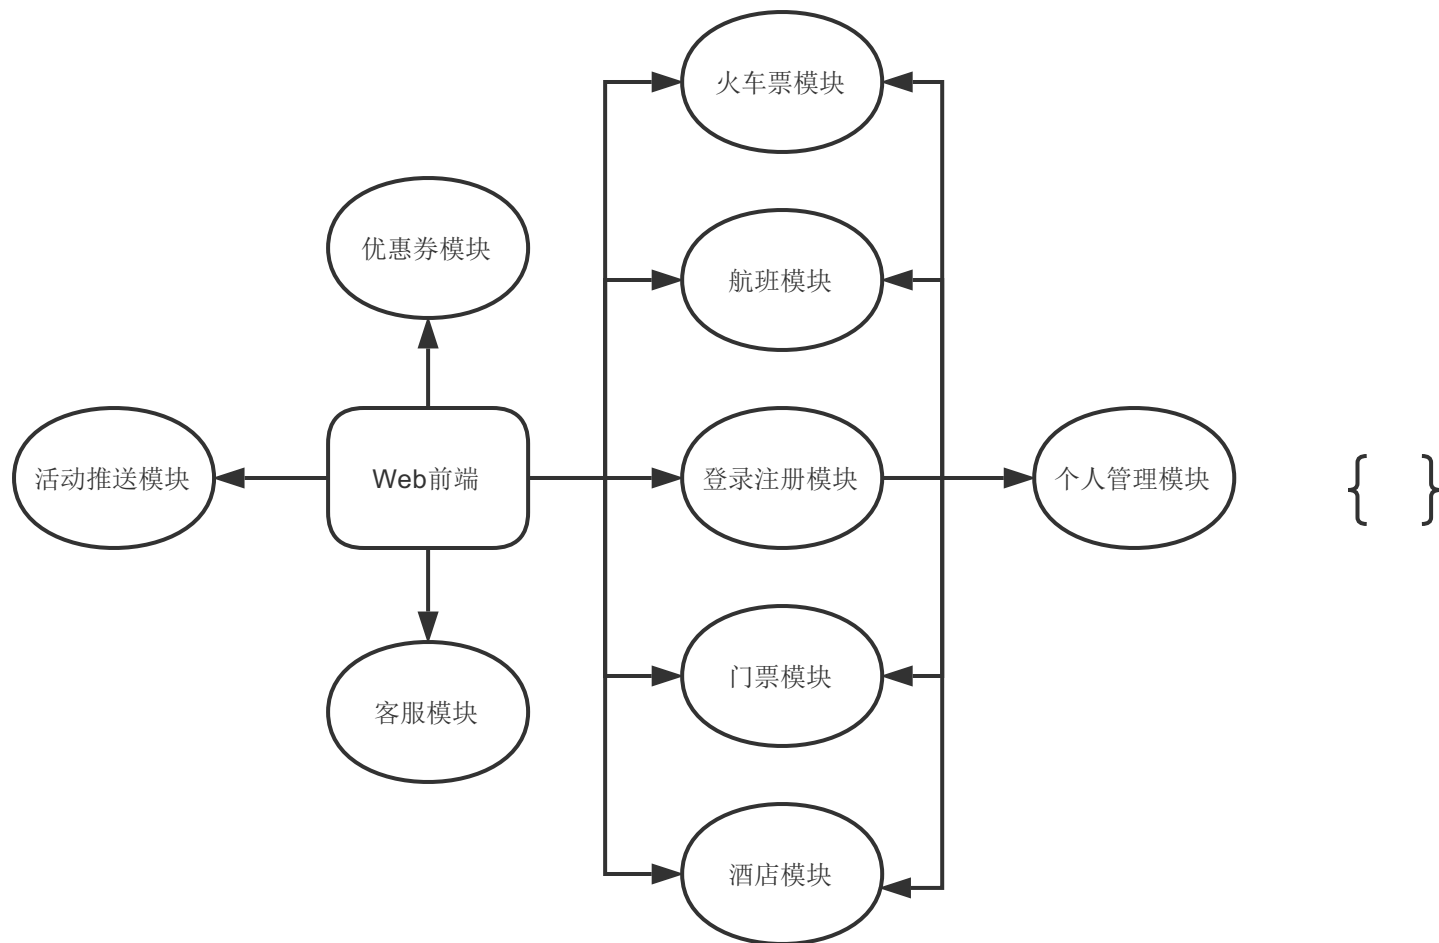 火车票模块
优惠券模块
航班模块
活动推送模块
Web前端
登录注册模块
个人管理模块
{ }
门票模块
客服模块
酒店模块